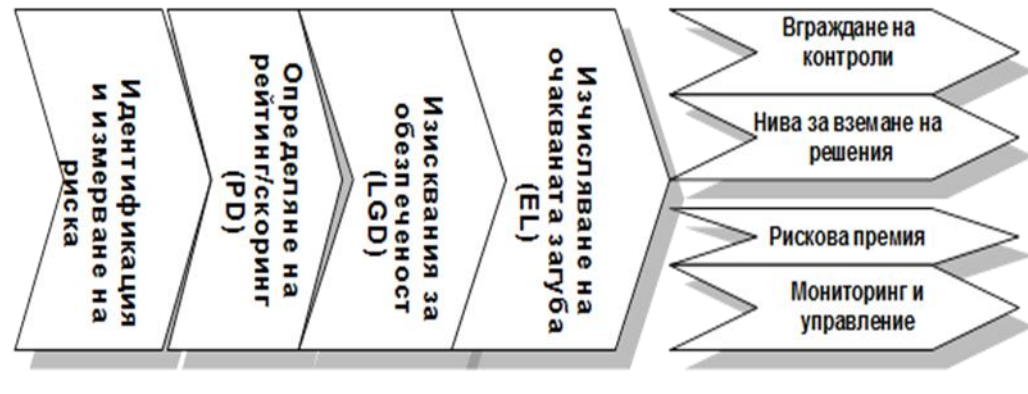 Идентификация
и измерване на
риска
Определяне на
рейтинг/скоринг
(PD)
Изисквания за
обезпеченост
(LGD)
Изчисляване на
очакваната загуба
(EL)
Вграждане на
контроли
Нива за вземане на
решения
Рискова премия
Мониторинг и
управление